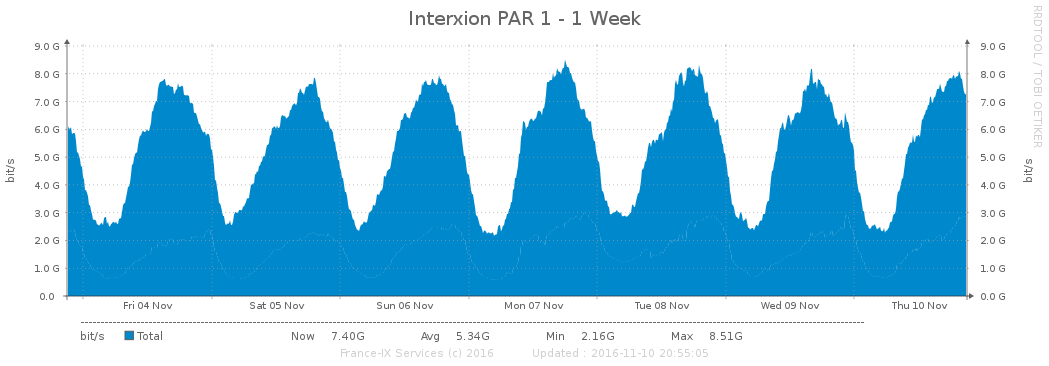 Interxion PAR 1 - 1 Week
RRDTOOL / TOBI OETIKER
9.0 G 9.0 G
8.0 G 8.0 G
7.0 G 7.0 G
6.0 G 6.0 G
5.0 G 5.0 G
4.0 G 4.0 G
3.0 G 3.0 G
2.0 G 2.0 G
1.0 G 1.0 G
0.0 0.0 G
bit/s bit/s
Fri 04 Nov Sat 05 Nov Sun 06 Nov Mon 07 Nov Tue 08 Nov Wed 09 Nov Thu 10 Nov
bit/s Total Now 7.40G Avg 5.34G Min 2.16G Max 8.51G
France-IX Services (c) 2016 Updated : 2016-11-10 20:55:05